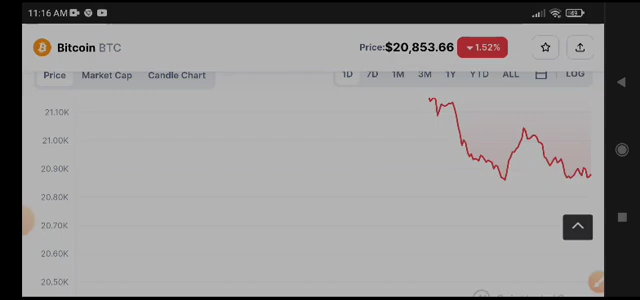 11:16 AM
Bitcoin BTC
Price: $20,853.66 ▼1.52%
Price Market Cap Candle Chart
1D 7D 1M 3M 1Y YTD ALL LOG
21.10K
21.00K
20.90K
20.80K
20.70K
20.60K
20.50K